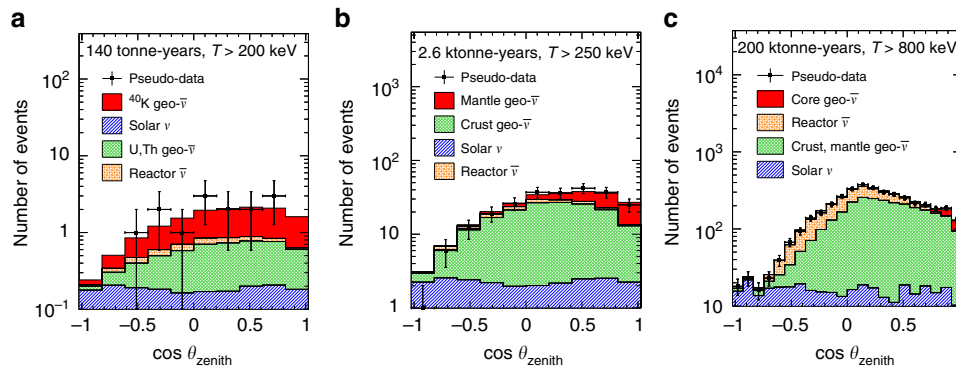 a
140 tonne-years, T > 200 keV
Pseudo-data
⁴⁰K geo-ν̅
Solar ν
U,Th geo-ν̅
Reactor ν̅
Number of events
10²
10
1
10⁻¹
−1 −0.5 0 0.5 1
cos θzenith
b
2.6 ktonne-years, T > 250 keV
Pseudo-data
Mantle geo-ν̅
Crust geo-ν̅
Solar ν
Reactor ν̅
Number of events
10³
10²
10
1
−1 −0.5 0 0.5 1
cos θzenith
c
200 ktonne-years, T > 800 keV
Pseudo-data
Core geo-ν̅
Reactor ν̅
Crust, mantle geo-ν̅
Solar ν
Number of events
10⁴
10³
10²
10
−1 −0.5 0 0.5 1
cos θzenith